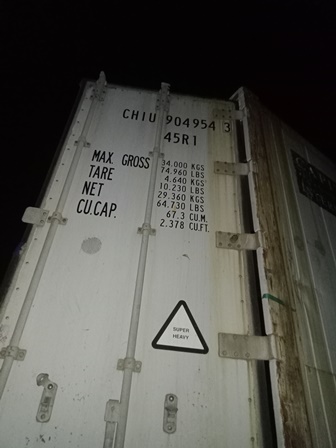 CHIU 904954 3
45R1
MAX. GROSS 34.000 KGS
74.960 LBS
TARE 4.640 KGS
10.230 LBS
NET 29.360 KGS
64.730 LBS
CU.CAP. 67.3 CU.M.
2.378 CU.FT.
SUPER
HEAVY